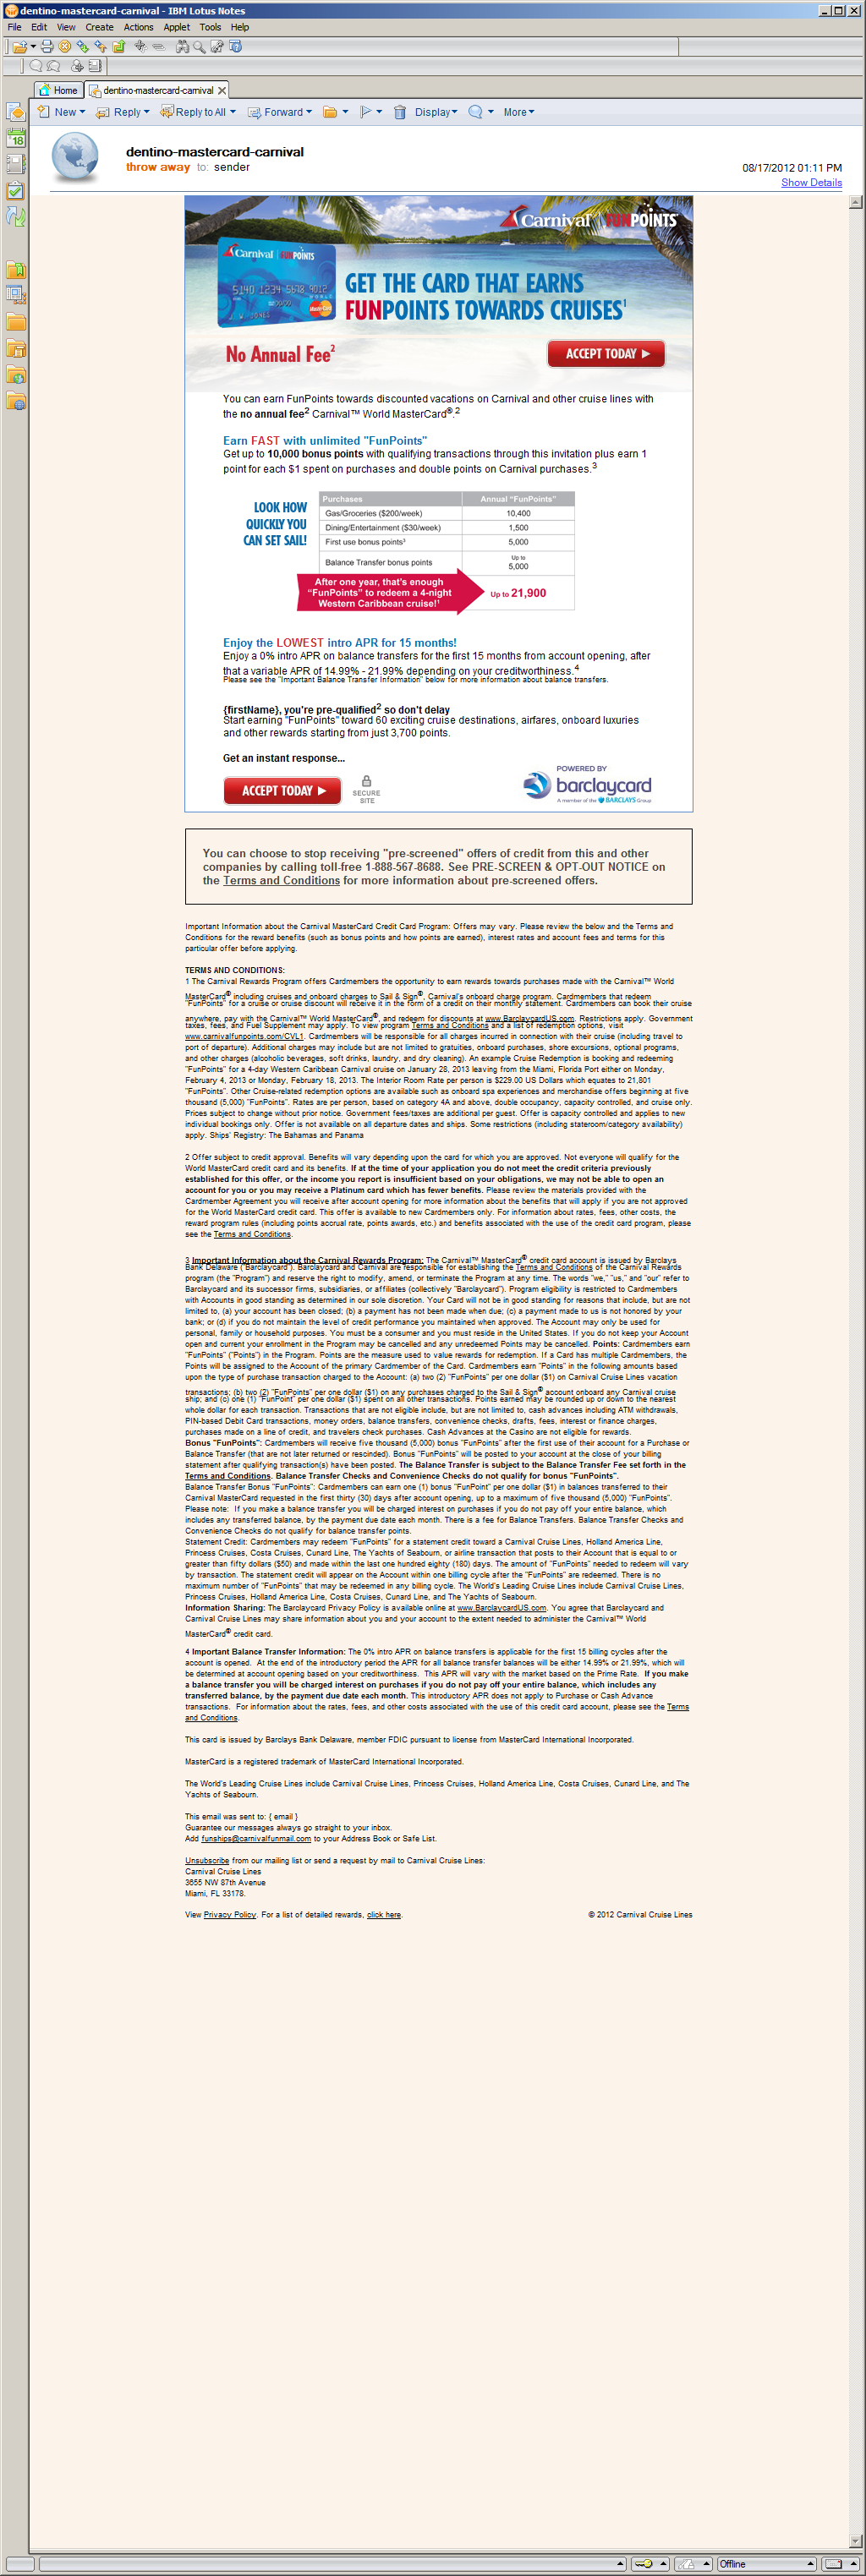 dentino-mastercard-carnival - IBM Lotus Notes
File Edit View Create Actions Applet Tools Help
Home
dentino-mastercard-carnival
New Reply Reply to All Forward Display More
dentino-mastercard-carnival
throw away to: sender
08/17/2012 01:11 PM
Show Details
18
Carnival | FUNPOINTS
Carnival | FUNPOINTS
5140 1234 5678 9012
WORLD
J. W. JONES
MasterCard
GET THE CARD THAT EARNS
FUNPOINTS TOWARDS CRUISES1
No Annual Fee2
ACCEPT TODAY
You can earn FunPoints towards discounted vacations on Carnival and other cruise lines with
the no annual fee2 Carnival™ World MasterCard®.2
Earn FAST with unlimited "FunPoints"
Get up to 10,000 bonus points with qualifying transactions through this invitation plus earn 1
point for each $1 spent on purchases and double points on Carnival purchases.3
LOOK HOW
QUICKLY YOU
CAN SET SAIL!
Purchases Annual "FunPoints"
Gas/Groceries ($200/week) 10,400
Dining/Entertainment ($30/week) 1,500
First use bonus points3 5,000
Balance Transfer bonus points Up to 5,000
After one year, that's enough
"FunPoints" to redeem a 4-night
Western Caribbean cruise!1
Up to 21,900
Enjoy the LOWEST intro APR for 15 months!
Enjoy a 0% intro APR on balance transfers for the first 15 months from account opening, after
that a variable APR of 14.99% - 21.99% depending on your creditworthiness.4
Please see the "Important Balance Transfer Information" below for more information about balance transfers.
{firstName}, you're pre-qualified2 so don't delay
Start earning "FunPoints" toward 60 exciting cruise destinations, airfares, onboard luxuries
and other rewards starting from just 3,700 points.
Get an instant response...
ACCEPT TODAY
SECURE
SITE
POWERED BY
barclaycard
A member of the BARCLAYS Group
You can choose to stop receiving "pre-screened" offers of credit from this and other
companies by calling toll-free 1-888-567-8688. See PRE-SCREEN & OPT-OUT NOTICE on
the Terms and Conditions for more information about pre-screened offers.
Important Information about the Carnival MasterCard Credit Card Program: Offers may vary. Please review the below and the Terms and
Conditions for the reward benefits (such as bonus points and how points are earned), interest rates and account fees and terms for this
particular offer before applying.
TERMS AND CONDITIONS:
1 The Carnival Rewards Program offers Cardmembers the opportunity to earn rewards towards purchases made with the Carnival™ World
MasterCard® including cruises and onboard charges to Sail & Sign®, Carnival's onboard charge program. Cardmembers that redeem
"FunPoints" for a cruise or cruise discount will receive it in the form of a credit on their monthly statement. Cardmembers can book their cruise
anywhere, pay with the Carnival™ World MasterCard®, and redeem for discounts at www.BarclaycardUS.com. Restrictions apply. Government
taxes, fees, and Fuel Supplement may apply. To view program Terms and Conditions and a list of redemption options, visit
www.carnivalfunpoints.com/CVL1. Cardmembers will be responsible for all charges incurred in connection with their cruise (including travel to
port of departure). Additional charges may include but are not limited to gratuities, onboard purchases, shore excursions, optional programs,
and other charges (alcoholic beverages, soft drinks, laundry, and dry cleaning). An example Cruise Redemption is booking and redeeming
"FunPoints" for a 4-day Western Caribbean Carnival cruise on January 28, 2013 leaving from the Miami, Florida Port either on Monday,
February 4, 2013 or Monday, February 18, 2013. The Interior Room Rate per person is $229.00 US Dollars which equates to 21,801
"FunPoints". Other Cruise-related redemption options are available such as onboard spa experiences and merchandise offers beginning at five
thousand (5,000) "FunPoints". Rates are per person, based on category 4A and above, double occupancy, capacity controlled, and cruise only.
Prices subject to change without prior notice. Government fees/taxes are additional per guest. Offer is capacity controlled and applies to new
individual bookings only. Offer is not available on all departure dates and ships. Some restrictions (including stateroom/category availability)
apply. Ships' Registry: The Bahamas and Panama
2 Offer subject to credit approval. Benefits will vary depending upon the card for which you are approved. Not everyone will qualify for the
World MasterCard credit card and its benefits. If at the time of your application you do not meet the credit criteria previously
established for this offer, or the income you report is insufficient based on your obligations, we may not be able to open an
account for you or you may receive a Platinum card which has fewer benefits. Please review the materials provided with the
Cardmember Agreement you will receive after account opening for more information about the benefits that will apply if you are not approved
for the World MasterCard credit card. This offer is available to new Cardmembers only. For information about rates, fees, other costs, the
reward program rules (including points accrual rate, points awards, etc.) and benefits associated with the use of the credit card program, please
see the Terms and Conditions.
3 Important Information about the Carnival Rewards Program: The Carnival™ MasterCard® credit card account is issued by Barclays
Bank Delaware ("Barclaycard"). Barclaycard and Carnival are responsible for establishing the Terms and Conditions of the Carnival Rewards
program (the "Program") and reserve the right to modify, amend, or terminate the Program at any time. The words "we," "us," and "our" refer to
Barclaycard and its successor firms, subsidiaries, or affiliates (collectively "Barclaycard"). Program eligibility is restricted to Cardmembers
with Accounts in good standing as determined in our sole discretion. Your Card will not be in good standing for reasons that include, but are not
limited to, (a) your account has been closed; (b) a payment has not been made when due; (c) a payment made to us is not honored by your
bank; or (d) if you do not maintain the level of credit performance you maintained when approved. The Account may only be used for
personal, family or household purposes. You must be a consumer and you must reside in the United States. If you do not keep your Account
open and current your enrollment in the Program may be cancelled and any unredeemed Points may be cancelled. Points: Cardmembers earn
"FunPoints" ("Points") in the Program. Points are the measure used to value rewards for redemption. If a Card has multiple Cardmembers, the
Points will be assigned to the Account of the primary Cardmember of the Card. Cardmembers earn "Points" in the following amounts based
upon the type of purchase transaction charged to the Account: (a) two (2) "FunPoints" per one dollar ($1) on Carnival Cruise Lines vacation
transactions; (b) two (2) "FunPoints" per one dollar ($1) on any purchases charged to the Sail & Sign® account onboard any Carnival cruise
ship; and (c) one (1) "FunPoint" per one dollar ($1) spent on all other transactions. Points earned may be rounded up or down to the nearest
whole dollar for each transaction. Transactions that are not eligible include, but are not limited to, cash advances including ATM withdrawals,
PIN-based Debit Card transactions, money orders, balance transfers, convenience checks, drafts, fees, interest or finance charges,
purchases made on a line of credit, and travelers check purchases. Cash Advances at the Casino are not eligible for rewards.
Bonus "FunPoints": Cardmembers will receive five thousand (5,000) bonus "FunPoints" after the first use of their account for a Purchase or
Balance Transfer (that are not later returned or rescinded). Bonus "FunPoints" will be posted to your account at the close of your billing
statement after qualifying transaction(s) have been posted. The Balance Transfer is subject to the Balance Transfer Fee set forth in the
Terms and Conditions. Balance Transfer Checks and Convenience Checks do not qualify for bonus "FunPoints".
Balance Transfer Bonus "FunPoints": Cardmembers can earn one (1) bonus "FunPoint" per one dollar ($1) in balances transferred to their
Carnival MasterCard requested in the first thirty (30) days after account opening, up to a maximum of five thousand (5,000) "FunPoints".
Please note: If you make a balance transfer you will be charged interest on purchases if you do not pay off your entire balance, which
includes any transferred balance, by the payment due date each month. There is a fee for Balance Transfers. Balance Transfer Checks and
Convenience Checks do not qualify for balance transfer points.
Statement Credit: Cardmembers may redeem "FunPoints" for a statement credit toward a Carnival Cruise Lines, Holland America Line,
Princess Cruises, Costa Cruises, Cunard Line, The Yachts of Seabourn, or airline transaction that posts to their Account that is equal to or
greater than fifty dollars ($50) and made within the last one hundred eighty (180) days. The amount of "FunPoints" needed to redeem will vary
by transaction. The statement credit will appear on the Account within one billing cycle after the "FunPoints" are redeemed. There is no
maximum number of "FunPoints" that may be redeemed in any billing cycle. The World's Leading Cruise Lines include Carnival Cruise Lines,
Princess Cruises, Holland America Line, Costa Cruises, Cunard Line, and The Yachts of Seabourn.
Information Sharing: The Barclaycard Privacy Policy is available online at www.BarclaycardUS.com. You agree that Barclaycard and
Carnival Cruise Lines may share information about you and your account to the extent needed to administer the Carnival™ World
MasterCard® credit card.
4 Important Balance Transfer Information: The 0% intro APR on balance transfers is applicable for the first 15 billing cycles after the
account is opened. At the end of the introductory period the APR for all balance transfer balances will be either 14.99% or 21.99%, which will
be determined at account opening based on your creditworthiness. This APR will vary with the market based on the Prime Rate. If you make
a balance transfer you will be charged interest on purchases if you do not pay off your entire balance, which includes any
transferred balance, by the payment due date each month. This introductory APR does not apply to Purchase or Cash Advance
transactions. For information about the rates, fees, and other costs associated with the use of this credit card account, please see the Terms
and Conditions.
This card is issued by Barclays Bank Delaware, member FDIC pursuant to license from MasterCard International Incorporated.
MasterCard is a registered trademark of MasterCard International Incorporated.
The World's Leading Cruise Lines include Carnival Cruise Lines, Princess Cruises, Holland America Line, Costa Cruises, Cunard Line, and The
Yachts of Seabourn.
This email was sent to: { email }
Guarantee our messages always go straight to your inbox.
Add funships@carnivalfunmail.com to your Address Book or Safe List.
Unsubscribe from our mailing list or send a request by mail to Carnival Cruise Lines:
Carnival Cruise Lines
3655 NW 87th Avenue
Miami, FL 33178.
View Privacy Policy. For a list of detailed rewards, click here. © 2012 Carnival Cruise Lines
Offline